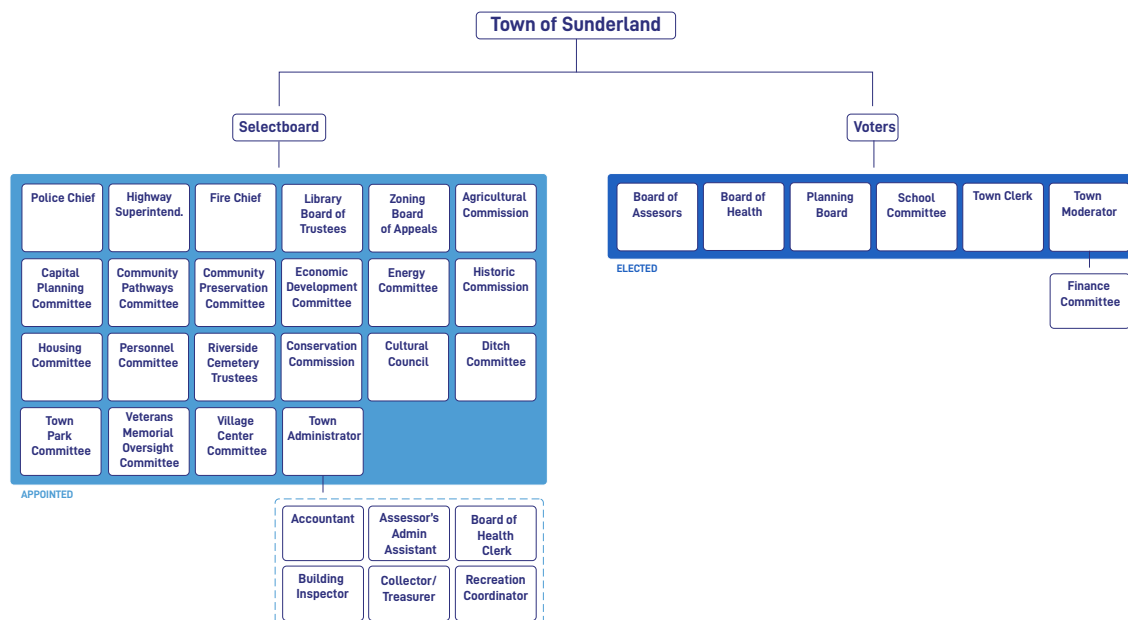 Town of Sunderland
Selectboard
Voters
Police Chief
Highway
Superintend.
Fire Chief
Library
Board of
Trustees
Zoning
Board
of Appeals
Agricultural
Commission
Capital
Planning
Committee
Community
Pathways
Committee
Community
Preservation
Committee
Economic
Development
Committee
Energy
Committee
Historic
Commission
Housing
Committee
Personnel
Committee
Riverside
Cemetery
Trustees
Conservation
Commission
Cultural
Council
Ditch
Committee
Town
Park
Committee
Veterans
Memorial
Oversight
Committee
Village
Center
Committee
Town
Administrator
APPOINTED
Accountant
Assessor's
Admin
Assistant
Board of
Health
Clerk
Building
Inspector
Collector/
Treasurer
Recreation
Coordinator
Board of
Assesors
Board of
Health
Planning
Board
School
Committee
Town Clerk
Town
Moderator
ELECTED
Finance
Committee